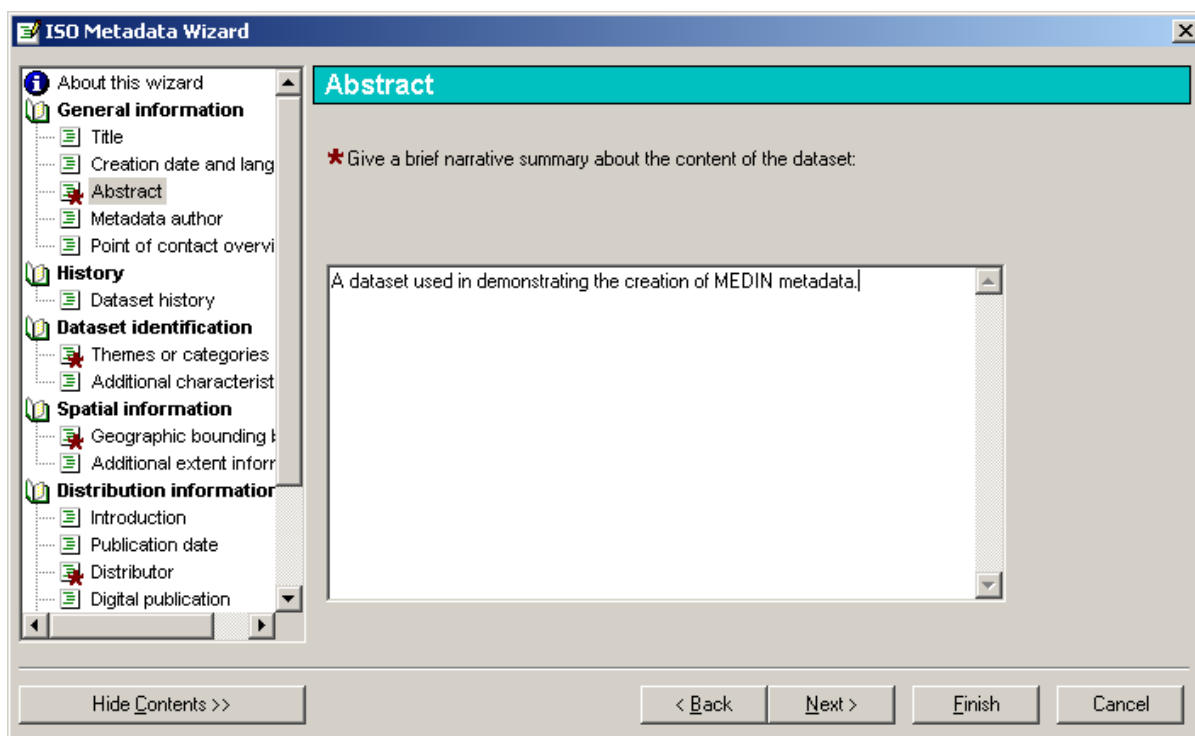 ISO Metadata Wizard
About this wizard
General information
Title
Creation date and lang
Abstract
Metadata author
Point of contact overvi
History
Dataset history
Dataset identification
Themes or categories
Additional characterist
Spatial information
Geographic bounding b
Additional extent inforr
Distribution information
Introduction
Publication date
Distributor
Digital publication
Abstract
Give a brief narrative summary about the content of the dataset:
A dataset used in demonstrating the creation of MEDIN metadata.
Hide Contents >>
< Back
Next >
Finish
Cancel